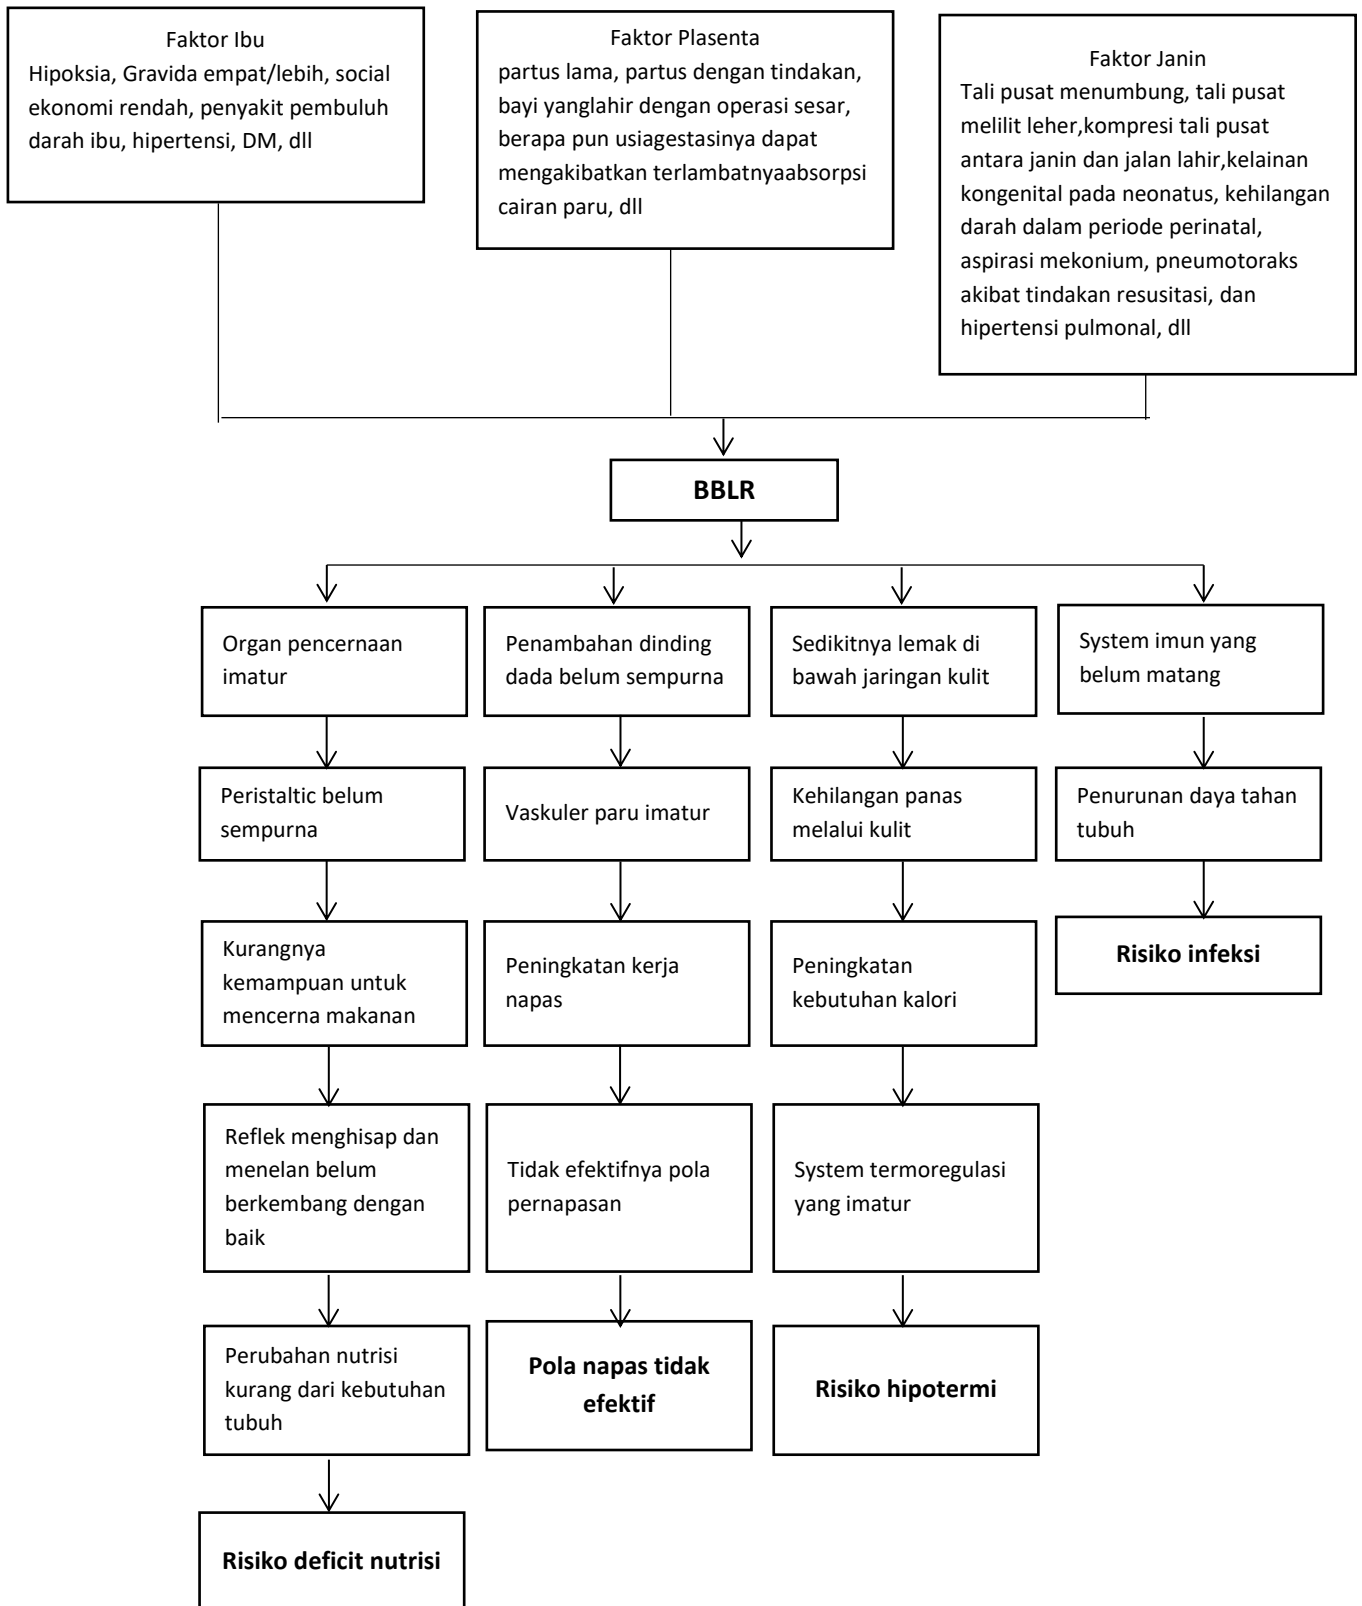 Faktor Ibu
Hipoksia, Gravida empat/lebih, social
ekonomi rendah, penyakit pembuluh
darah ibu, hipertensi, DM, dll
Faktor Plasenta
partus lama, partus dengan tindakan,
bayi yanglahir dengan operasi sesar,
berapa pun usiagestasinya dapat
mengakibatkan terlambatnyaabsorpsi
cairan paru, dll
Faktor Janin
Tali pusat menumbung, tali pusat
melilit leher,kompresi tali pusat
antara janin dan jalan lahir,kelainan
kongenital pada neonatus, kehilangan
darah dalam periode perinatal,
aspirasi mekonium, pneumotoraks
akibat tindakan resusitasi, dan
hipertensi pulmonal, dll
BBLR
Organ pencernaan
imatur
Penambahan dinding
dada belum sempurna
Sedikitnya lemak di
bawah jaringan kulit
System imun yang
belum matang
Peristaltic belum
sempurna
Vaskuler paru imatur
Kehilangan panas
melalui kulit
Penurunan daya tahan
tubuh
Kurangnya
kemampuan untuk
mencerna makanan
Peningkatan kerja
napas
Peningkatan
kebutuhan kalori
Risiko infeksi
Reflek menghisap dan
menelan belum
berkembang dengan
baik
Tidak efektifnya pola
pernapasan
System termoregulasi
yang imatur
Perubahan nutrisi
kurang dari kebutuhan
tubuh
Pola napas tidak
efektif
Risiko hipotermi
Risiko deficit nutrisi